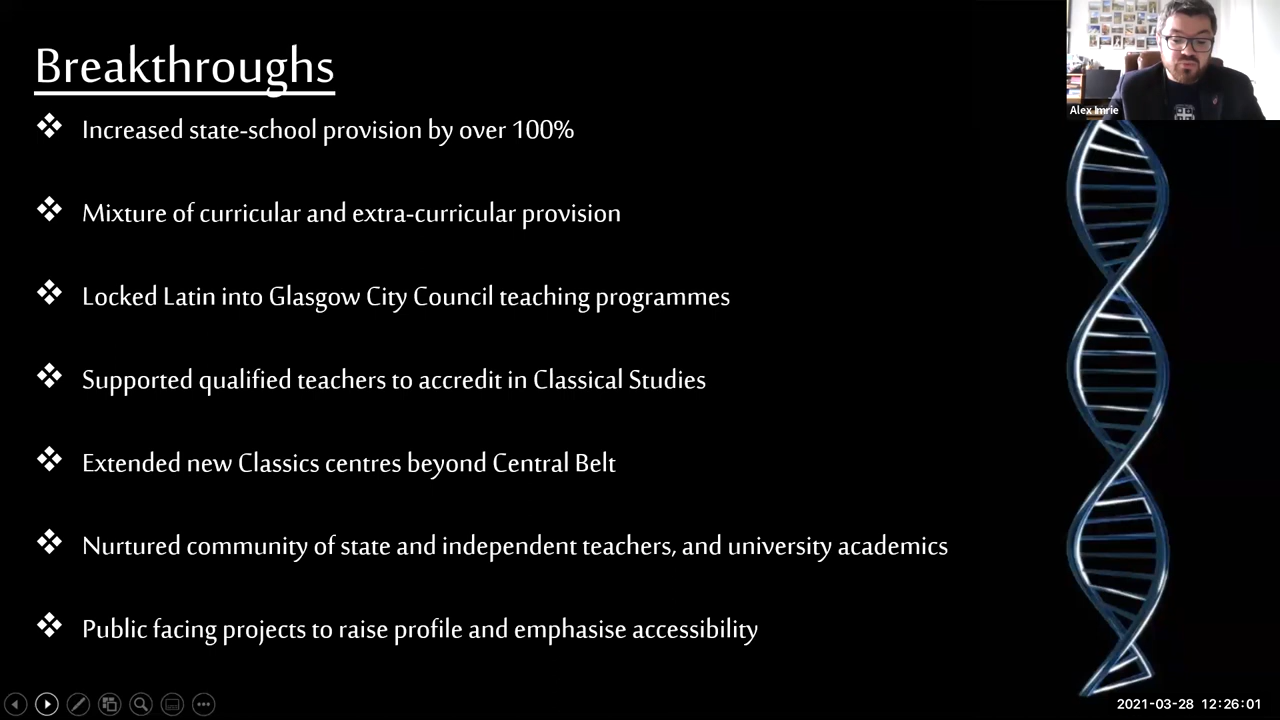 Breakthroughs
Increased state-school provision by over 100%
Mixture of curricular and extra-curricular provision
Locked Latin into Glasgow City Council teaching programmes
Supported qualified teachers to accredit in Classical Studies
Extended new Classics centres beyond Central Belt
Nurtured community of state and independent teachers, and university academics
Public facing projects to raise profile and emphasise accessibility
Alex Imrie
2021-03-28 12:26:01